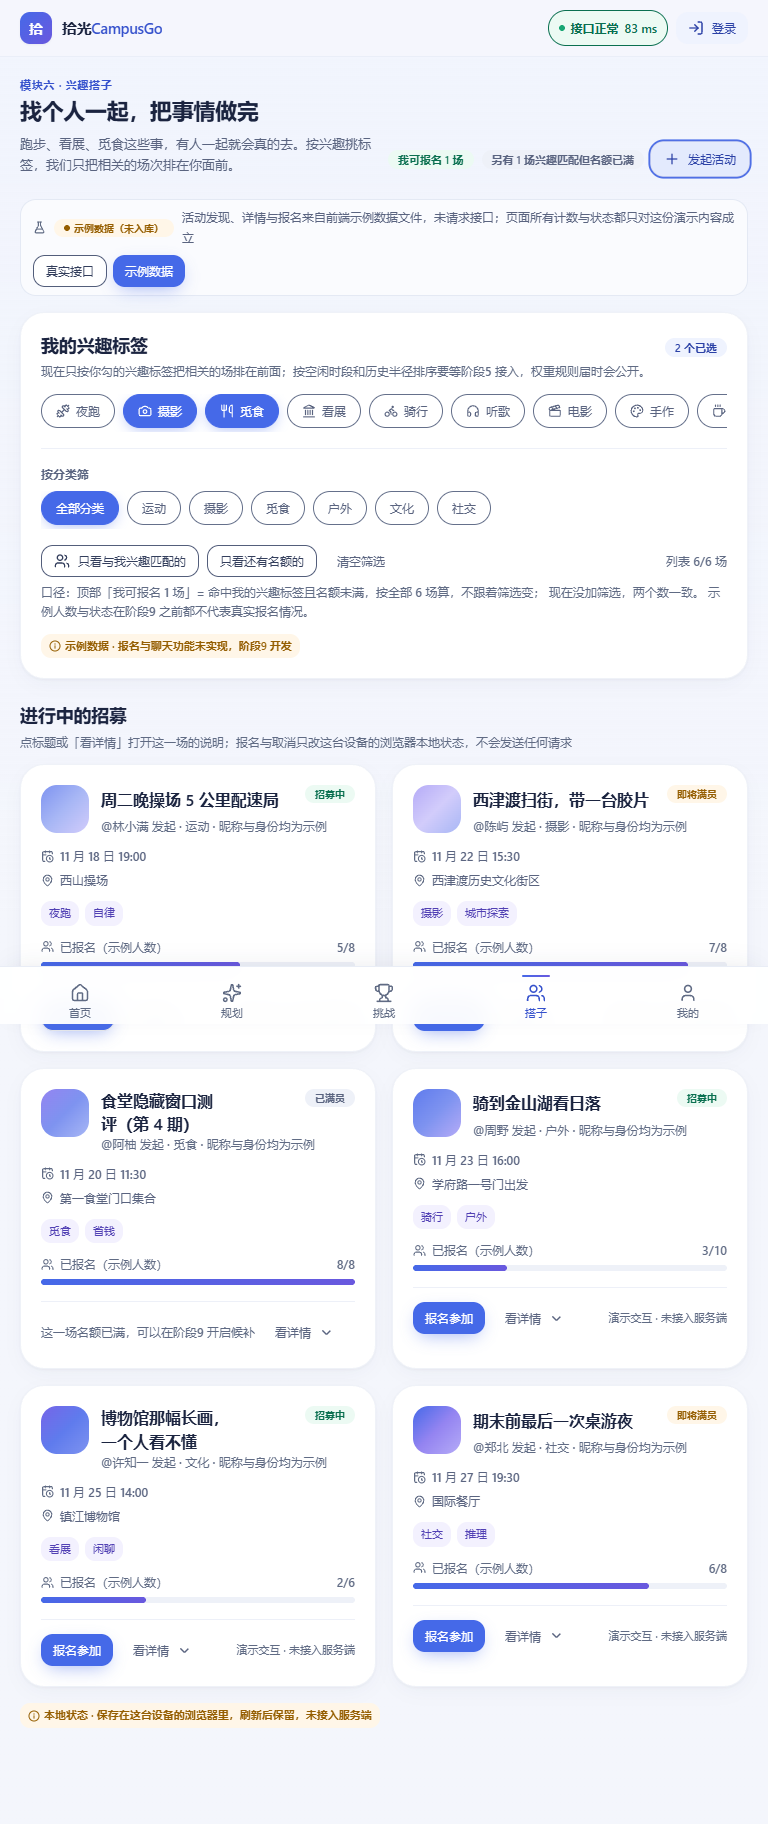 拾
拾光CampusGo
接口正常 83 ms
登录
模块六 · 兴趣搭子
找个人一起，把事情做完
跑步、看展、觅食这些事，有人一起就会真的去。按兴趣挑标
签，我们只把相关的场次排在你面前。
我可报名 1 场
另有 1 场兴趣匹配但名额已满
发起活动
示例数据（未入库）
活动发现、详情与报名来自前端示例数据文件，未请求接口；页面所有计数与状态都只对这份演示内容成
立
真实接口
示例数据
我的兴趣标签
2 个已选
现在只按你勾的兴趣标签把相关的场排在前面；按空闲时段和历史半径排序要等阶段5 接入，权重规则届时会公开。
夜跑
摄影
觅食
看展
骑行
听歌
电影
手作
按分类筛
全部分类
运动
摄影
觅食
户外
文化
社交
只看与我兴趣匹配的
只看还有名额的
清空筛选
列表 6/6 场
口径：顶部「我可报名 1 场」= 命中我的兴趣标签且名额未满，按全部 6 场算，不跟着筛选变； 现在没加筛选，两个数一致。 示
例人数与状态在阶段9 之前都不代表真实报名情况。
示例数据 · 报名与聊天功能未实现，阶段9 开发
进行中的招募
点标题或「看详情」打开这一场的说明；报名与取消只改这台设备的浏览器本地状态，不会发送任何请求
周二晚操场 5 公里配速局
招募中
@林小满 发起 · 运动 · 昵称与身份均为示例
11 月 18 日 19:00
西山操场
夜跑
自律
已报名（示例人数）
5/8
西津渡扫街，带一台胶片
即将满员
@陈屿 发起 · 摄影 · 昵称与身份均为示例
11 月 22 日 15:30
西津渡历史文化街区
摄影
城市探索
已报名（示例人数）
7/8
首页
规划
挑战
搭子
我的
食堂隐藏窗口测
评（第 4 期）
已满员
@阿柚 发起 · 觅食 · 昵称与身份均为示例
11 月 20 日 11:30
第一食堂门口集合
觅食
省钱
已报名（示例人数）
8/8
这一场名额已满，可以在阶段9 开启候补
看详情
骑到金山湖看日落
招募中
@周野 发起 · 户外 · 昵称与身份均为示例
11 月 23 日 16:00
学府路一号门出发
骑行
户外
已报名（示例人数）
3/10
报名参加
看详情
演示交互 · 未接入服务端
博物馆那幅长画，
一个人看不懂
招募中
@许知一 发起 · 文化 · 昵称与身份均为示例
11 月 25 日 14:00
镇江博物馆
看展
闲聊
已报名（示例人数）
2/6
报名参加
看详情
演示交互 · 未接入服务端
期末前最后一次桌游夜
即将满员
@郑北 发起 · 社交 · 昵称与身份均为示例
11 月 27 日 19:30
国际餐厅
社交
推理
已报名（示例人数）
6/8
报名参加
看详情
演示交互 · 未接入服务端
本地状态 · 保存在这台设备的浏览器里，刷新后保留，未接入服务端